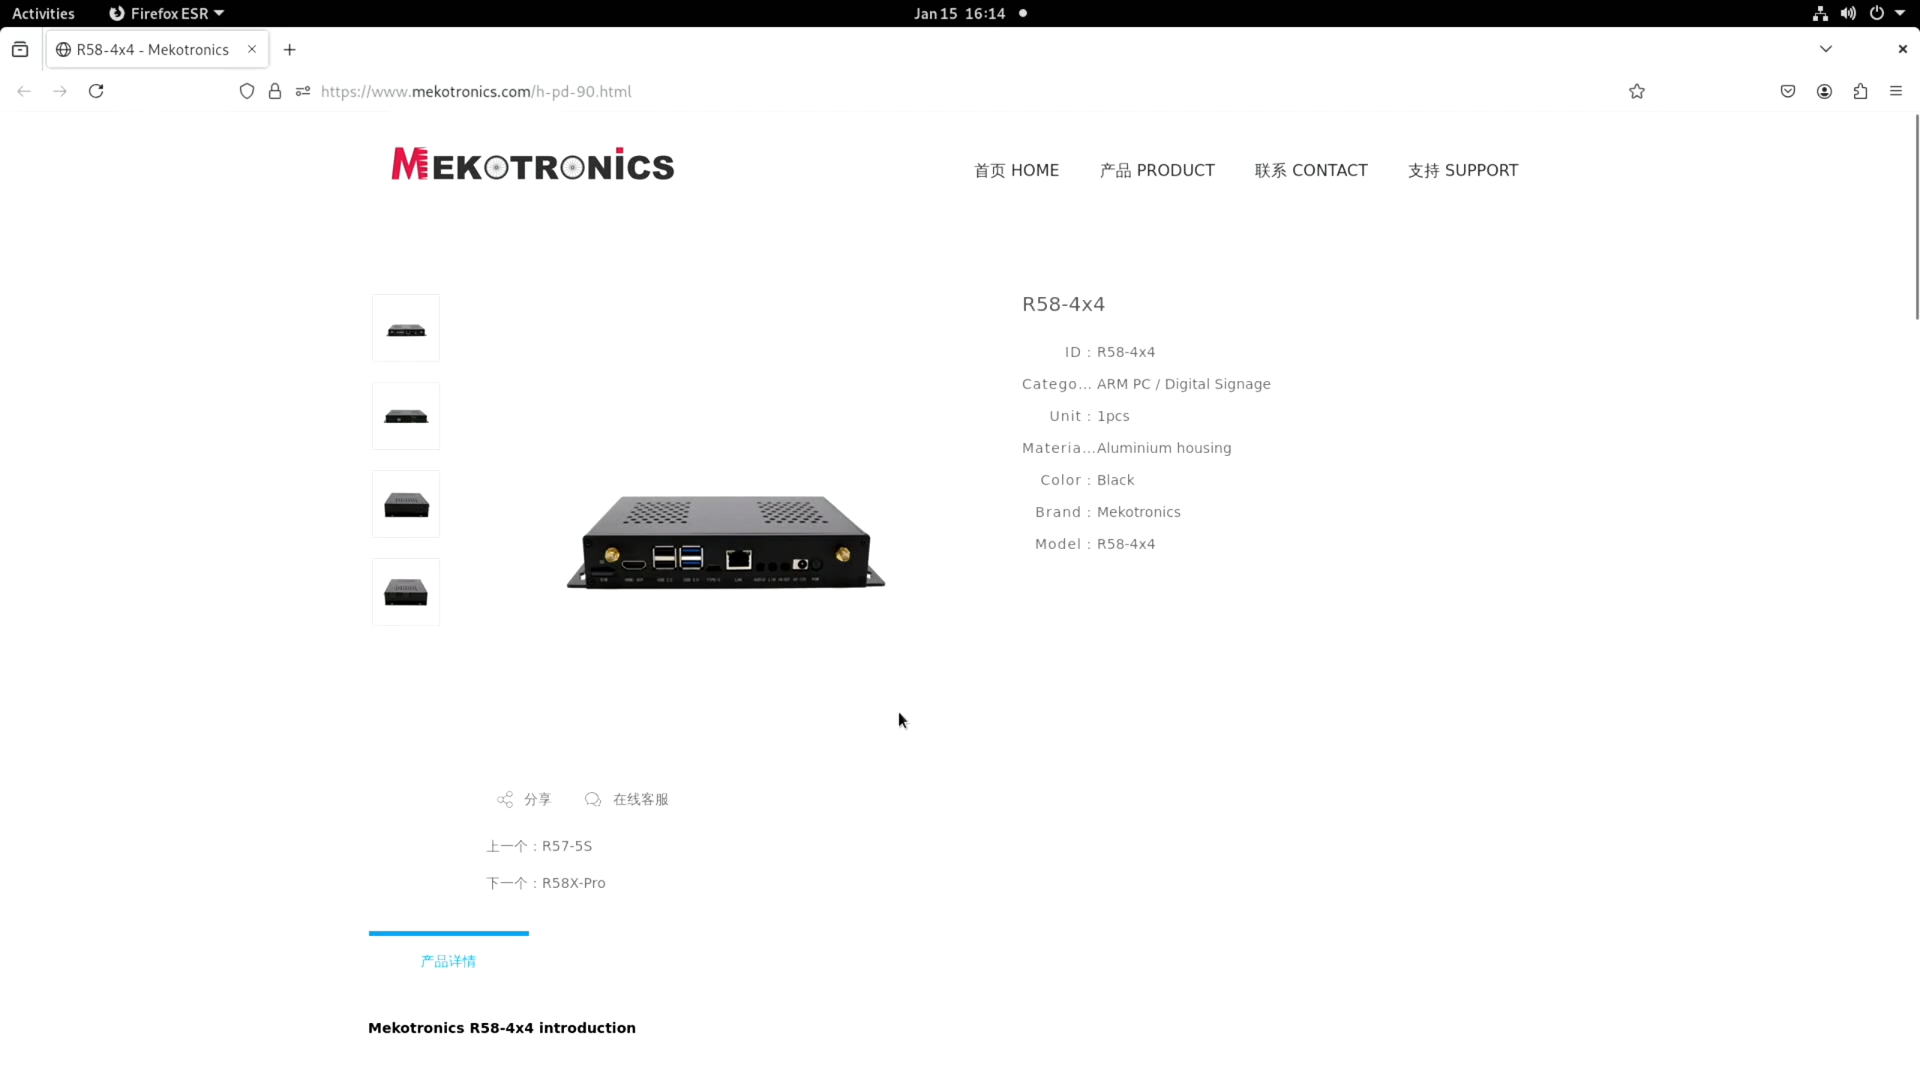 Activities
Firefox ESR
Jan 15 16:14
R58-4x4 - Mekotronics
https://www.mekotronics.com/h-pd-90.html
MEKOTRONICS
首页 HOME
产品 PRODUCT
联系 CONTACT
支持 SUPPORT
R58-4x4
ID : R58-4x4
Catego... ARM PC / Digital Signage
Unit : 1pcs
Materia... Aluminium housing
Color : Black
Brand : Mekotronics
Model : R58-4x4
分享
在线客服
上一个 : R57-5S
下一个 : R58X-Pro
产品详情
Mekotronics R58-4x4 introduction